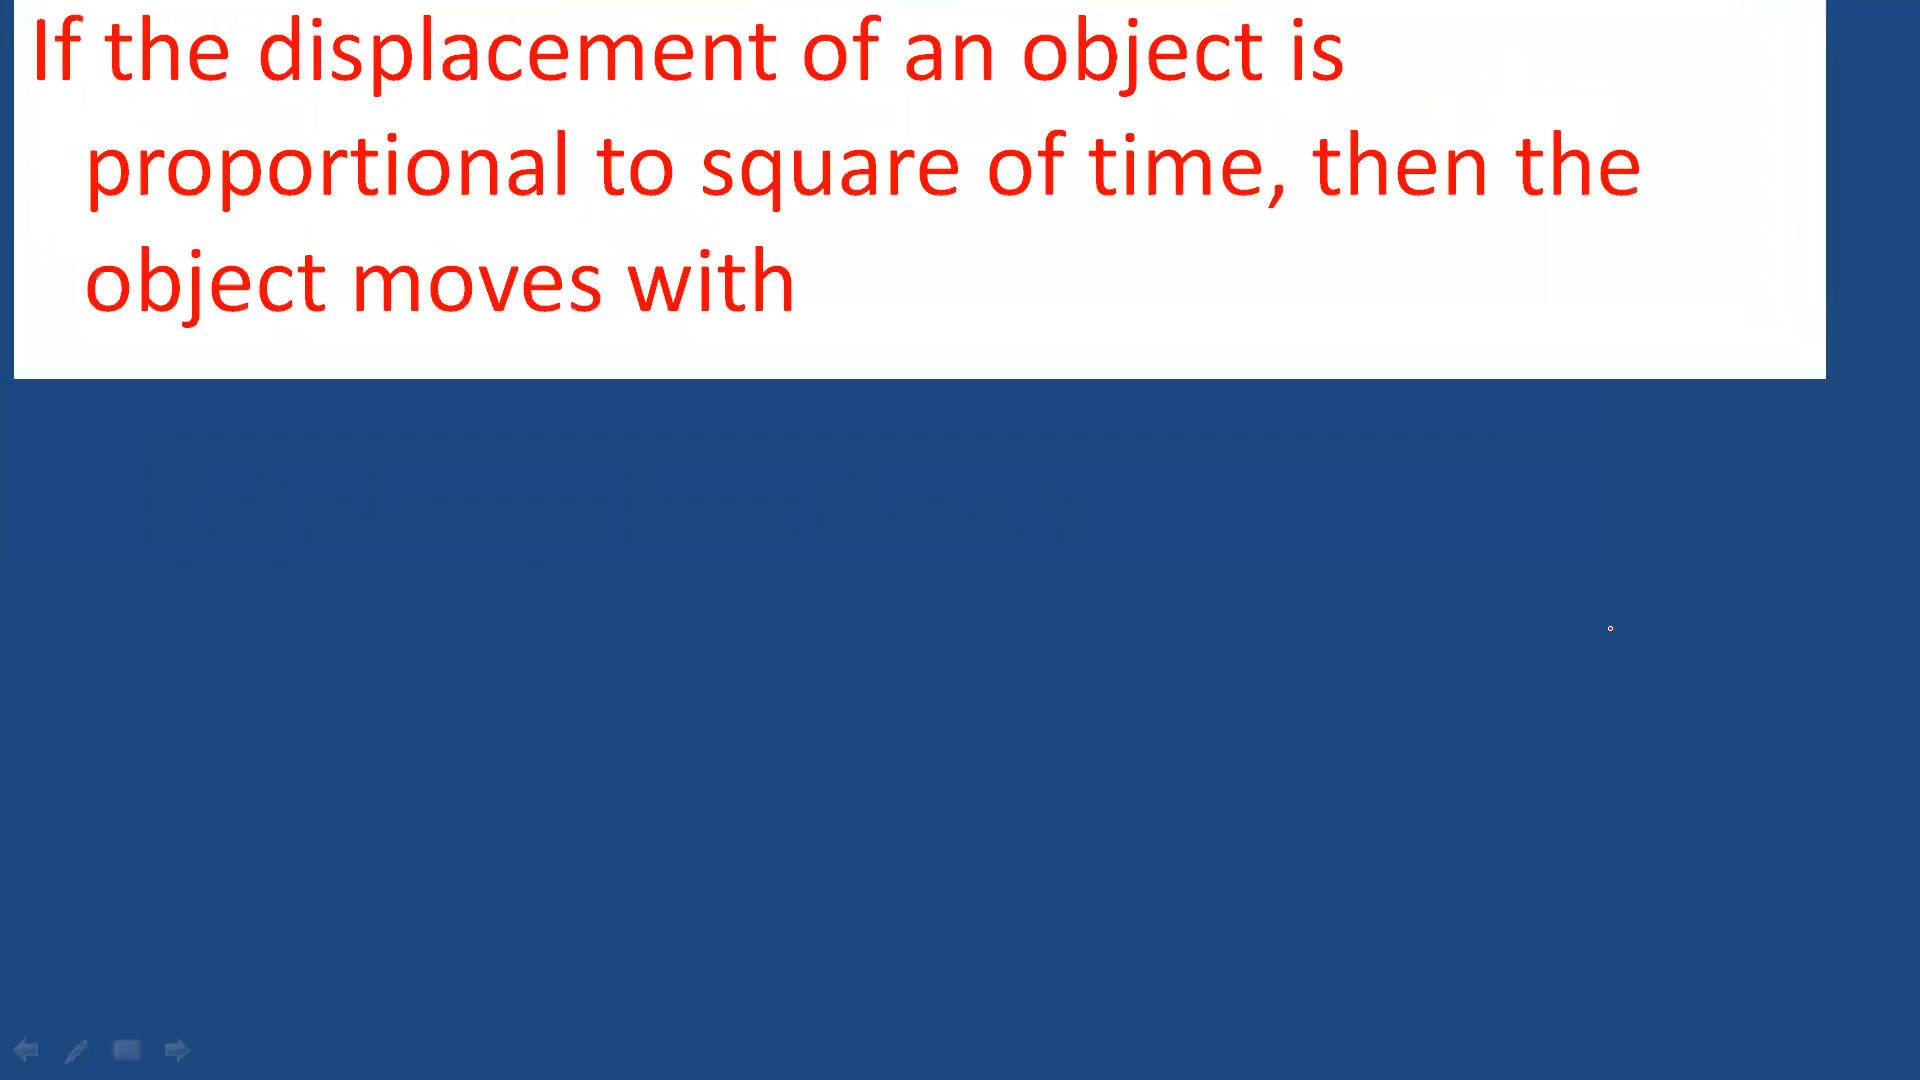 If the displacement of an object is
proportional to square of time, then the
object moves with